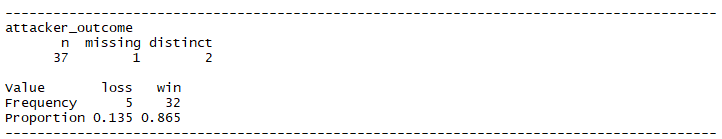 attacker_outcome
n missing distinct
37 1 2
Value loss win
Frequency 5 32
Proportion 0.135 0.865